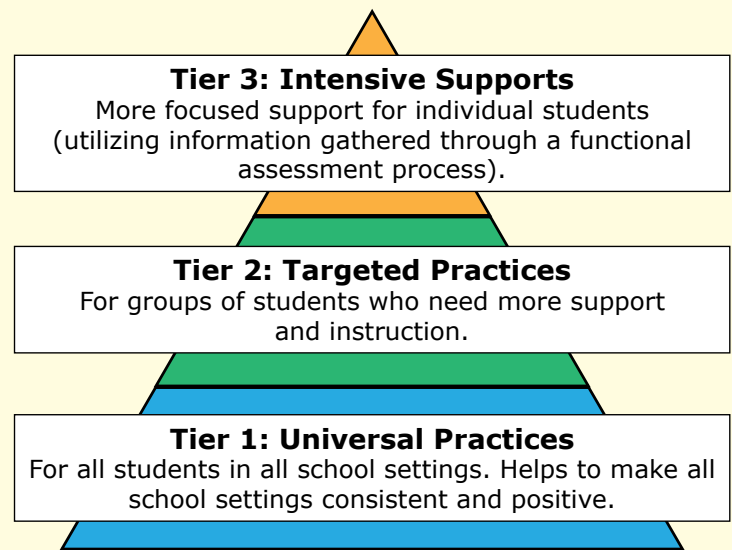 Tier 3: Intensive Supports
More focused support for individual students
(utilizing information gathered through a functional
assessment process).
Tier 2: Targeted Practices
For groups of students who need more support
and instruction.
Tier 1: Universal Practices
For all students in all school settings. Helps to make all
school settings consistent and positive.